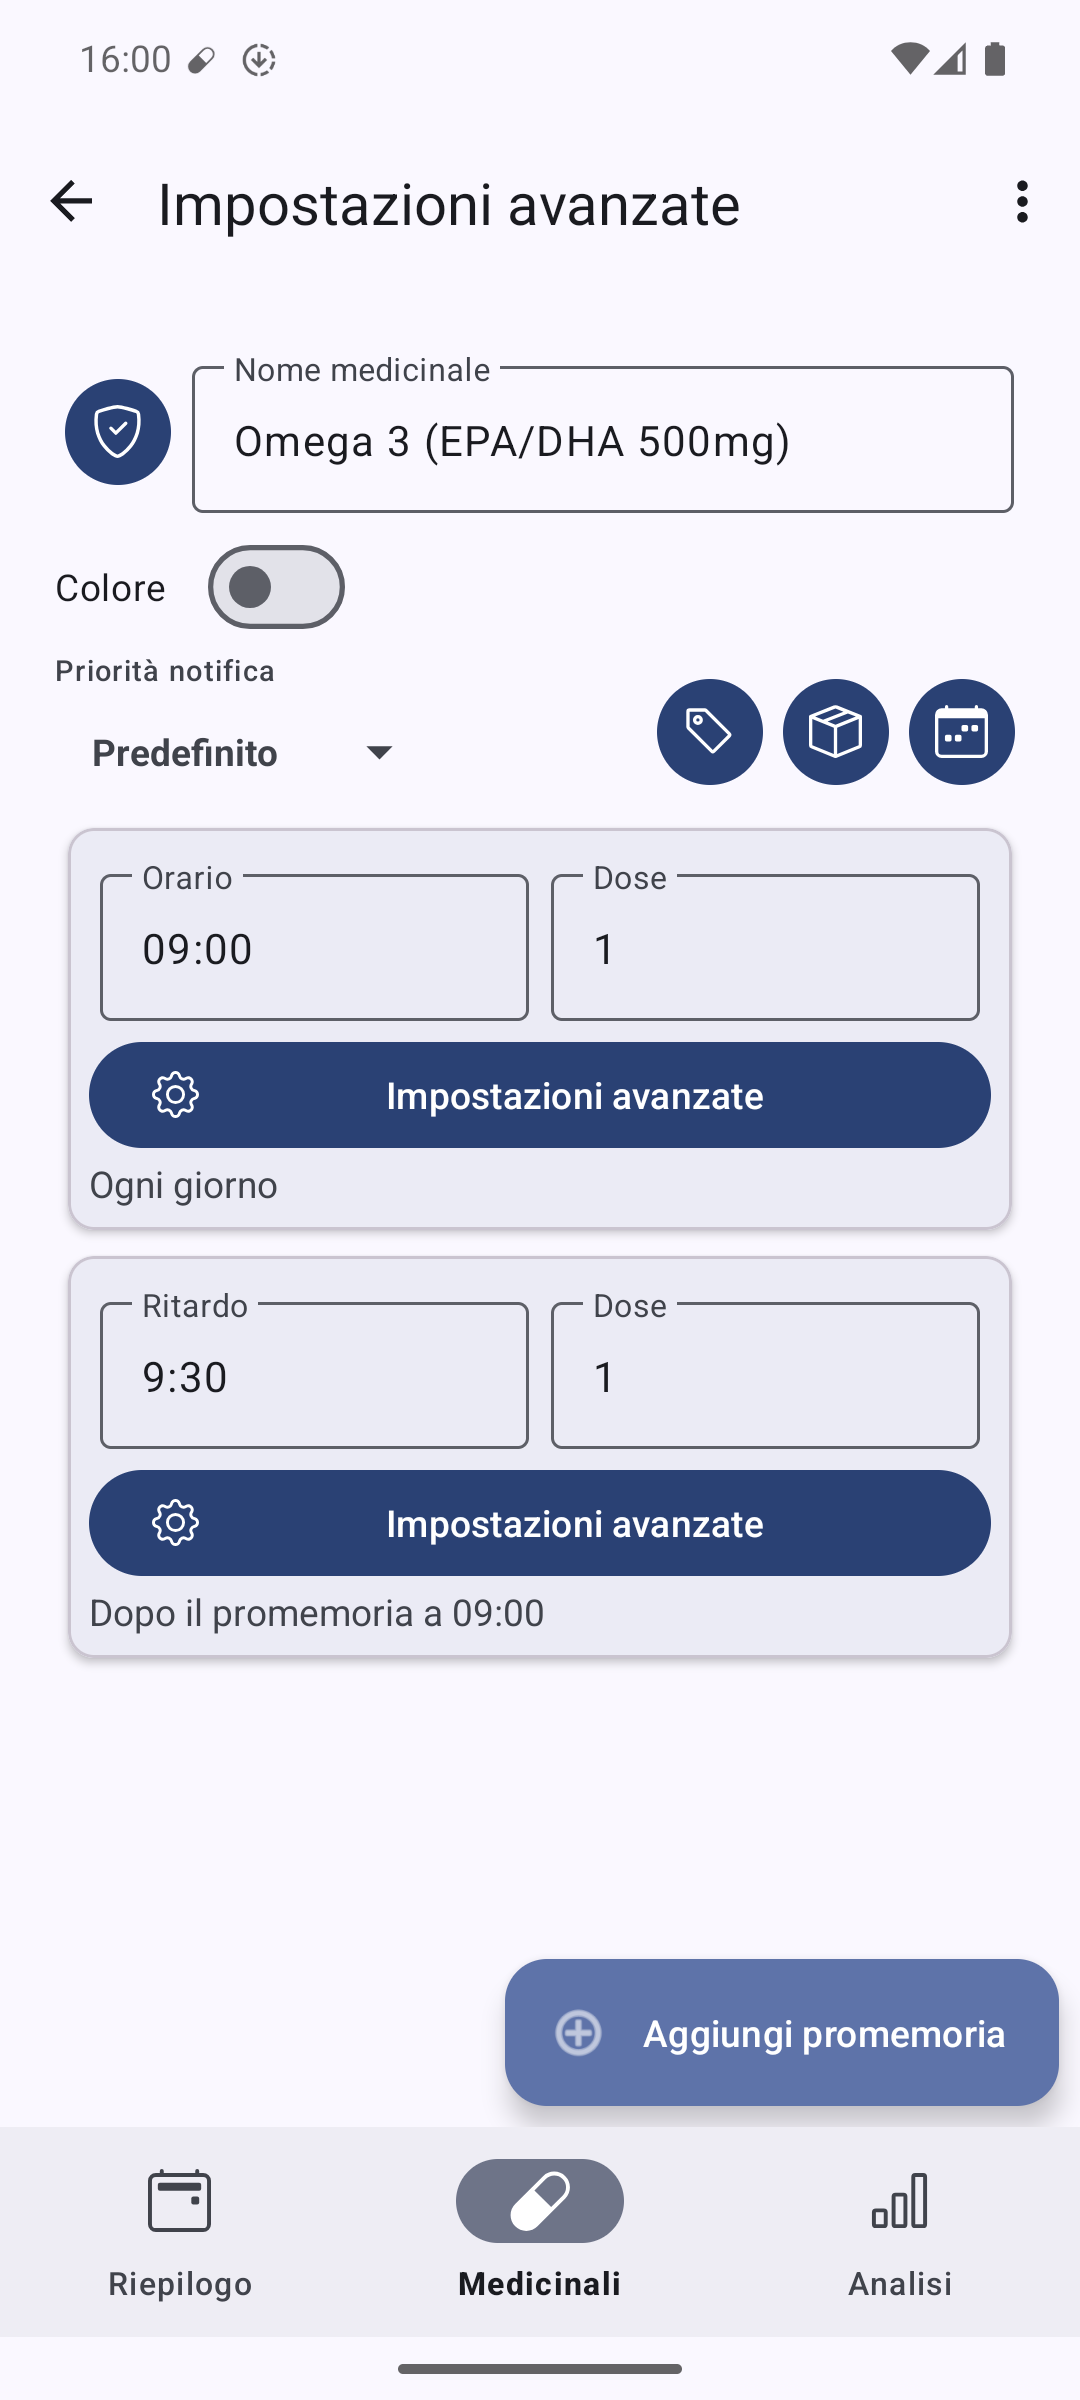 16:00
Impostazioni avanzate
Nome medicinale
Omega 3 (EPA/DHA 500mg)
Colore
Priorità notifica
Predefinito
Orario
09:00
Dose
1
Impostazioni avanzate
Ogni giorno
Ritardo
9:30
Dose
1
Impostazioni avanzate
Dopo il promemoria a 09:00
Aggiungi promemoria
Riepilogo
Medicinali
Analisi